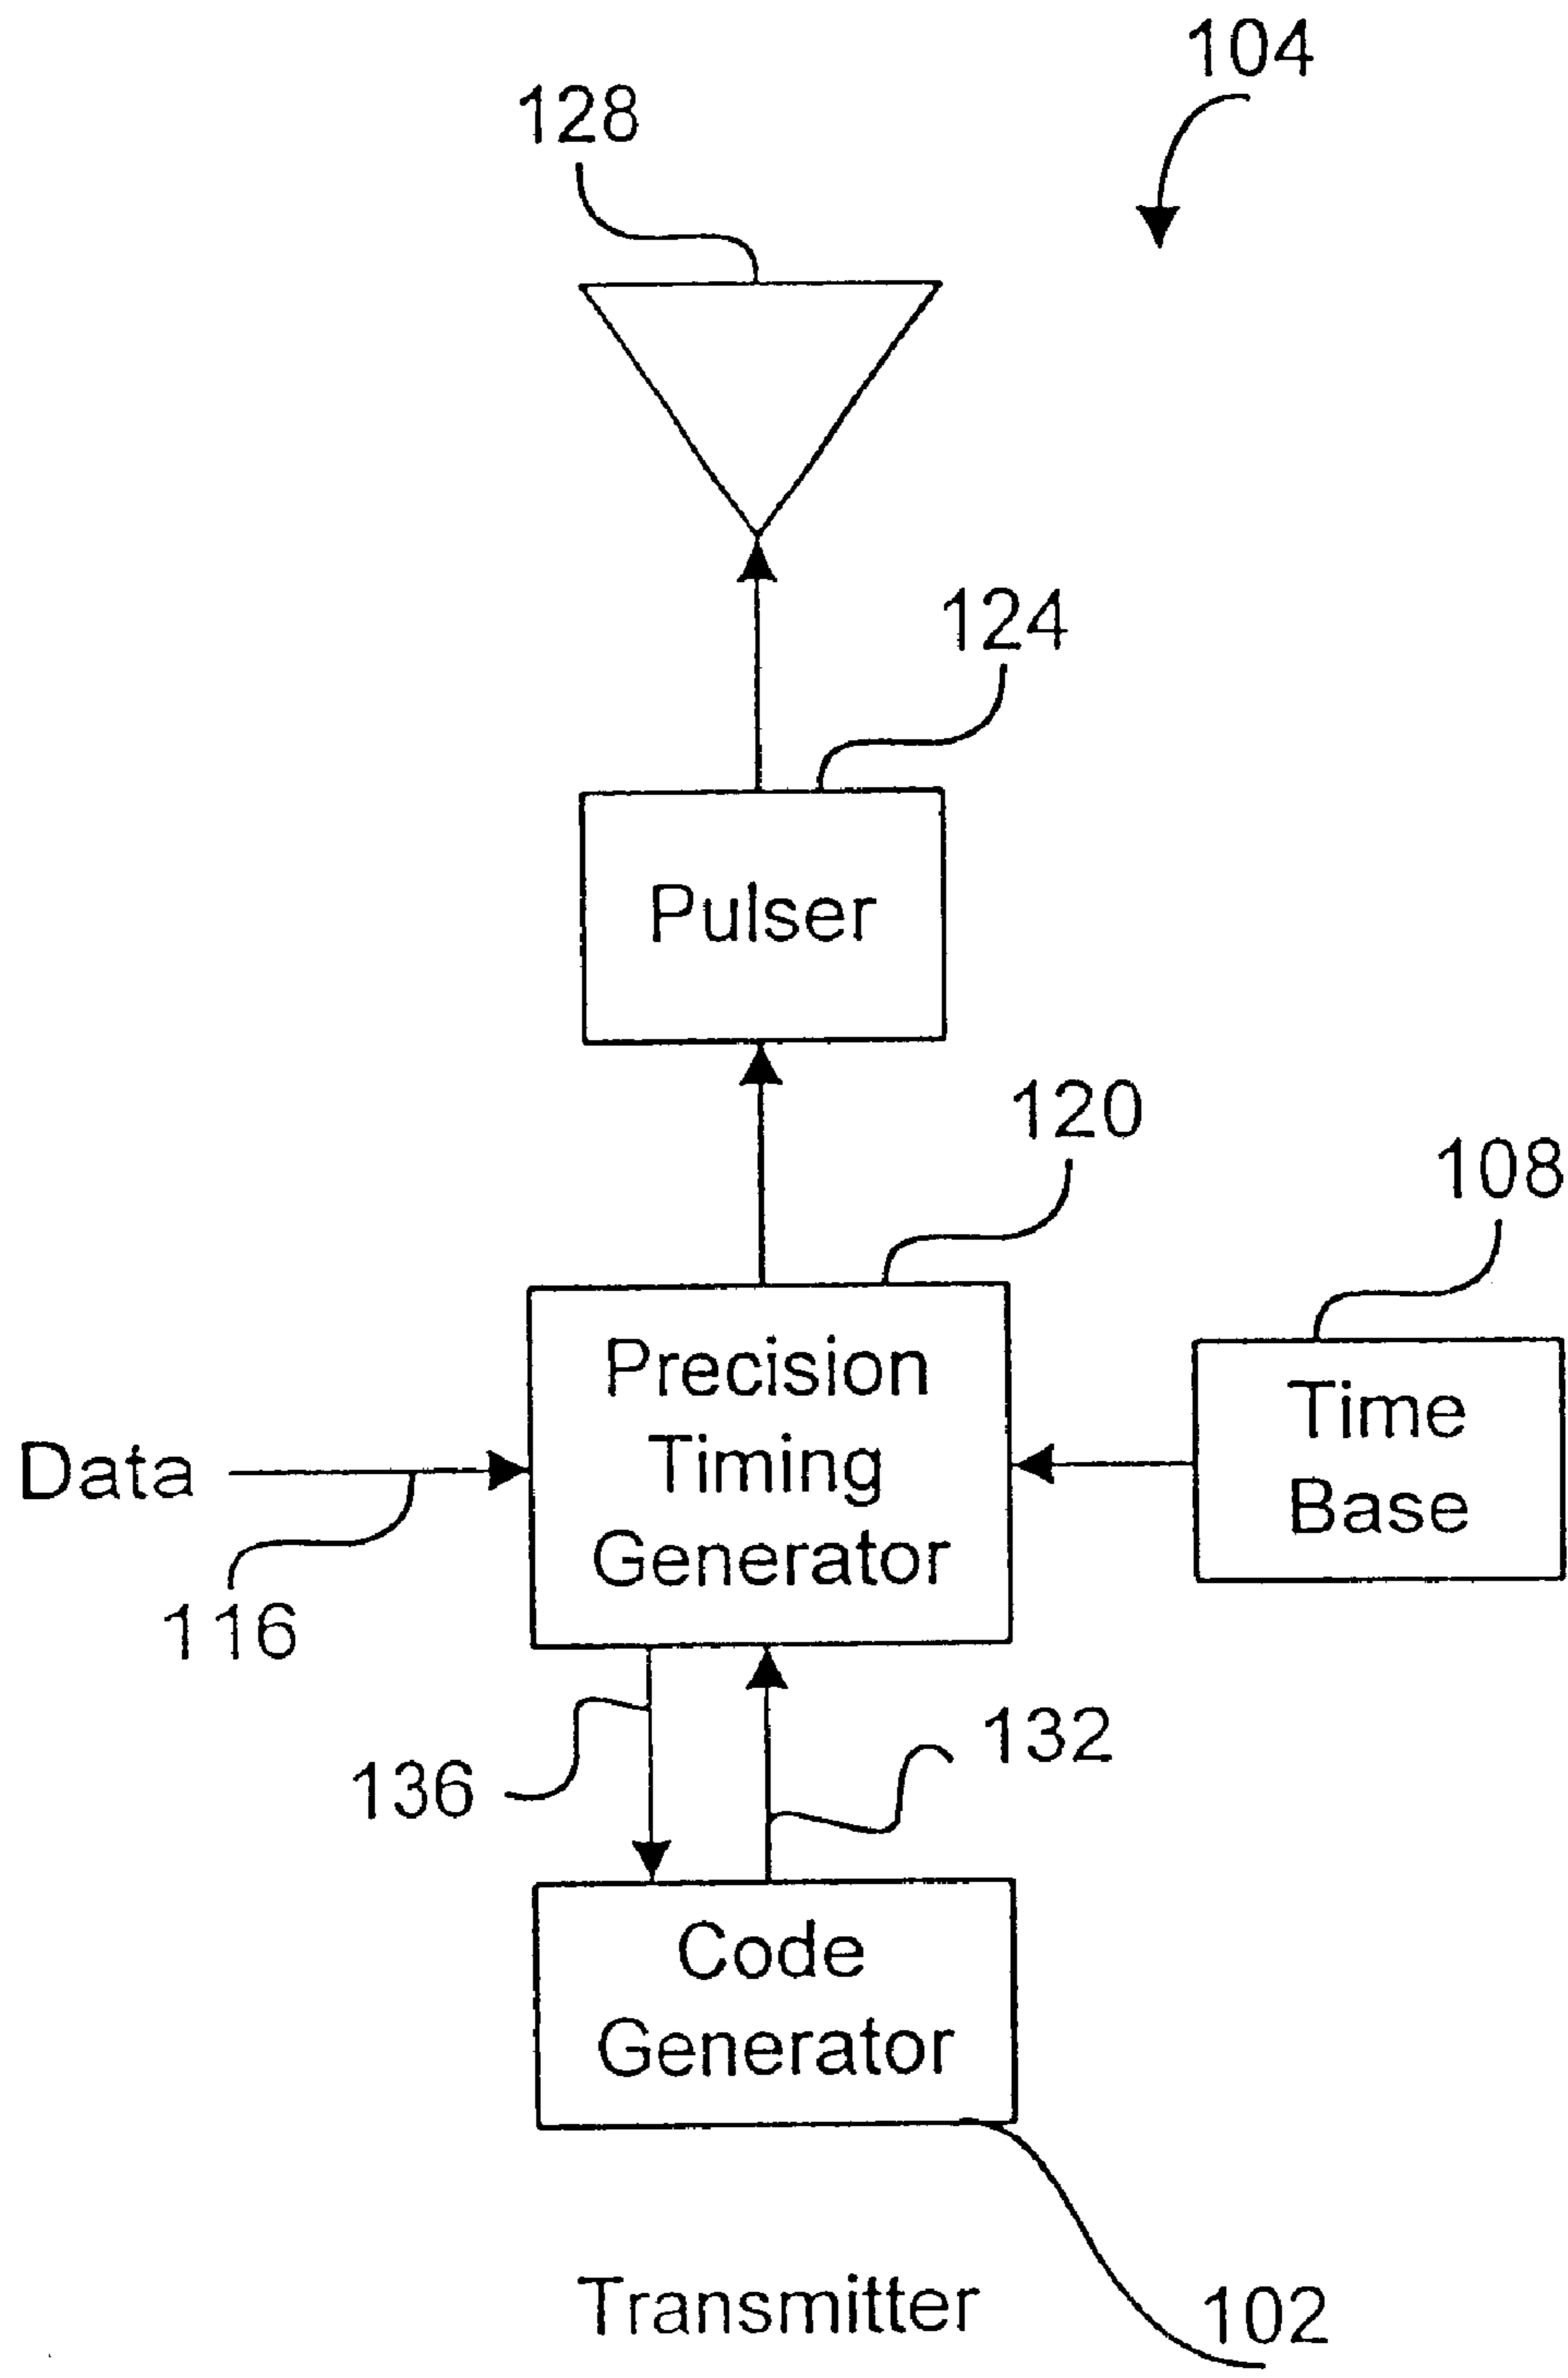 104
128
124
Pulser
120
108
Precision
Timing
Generator
Time
Base
Data
116
132
136
Code
Generator
Transmitter
102